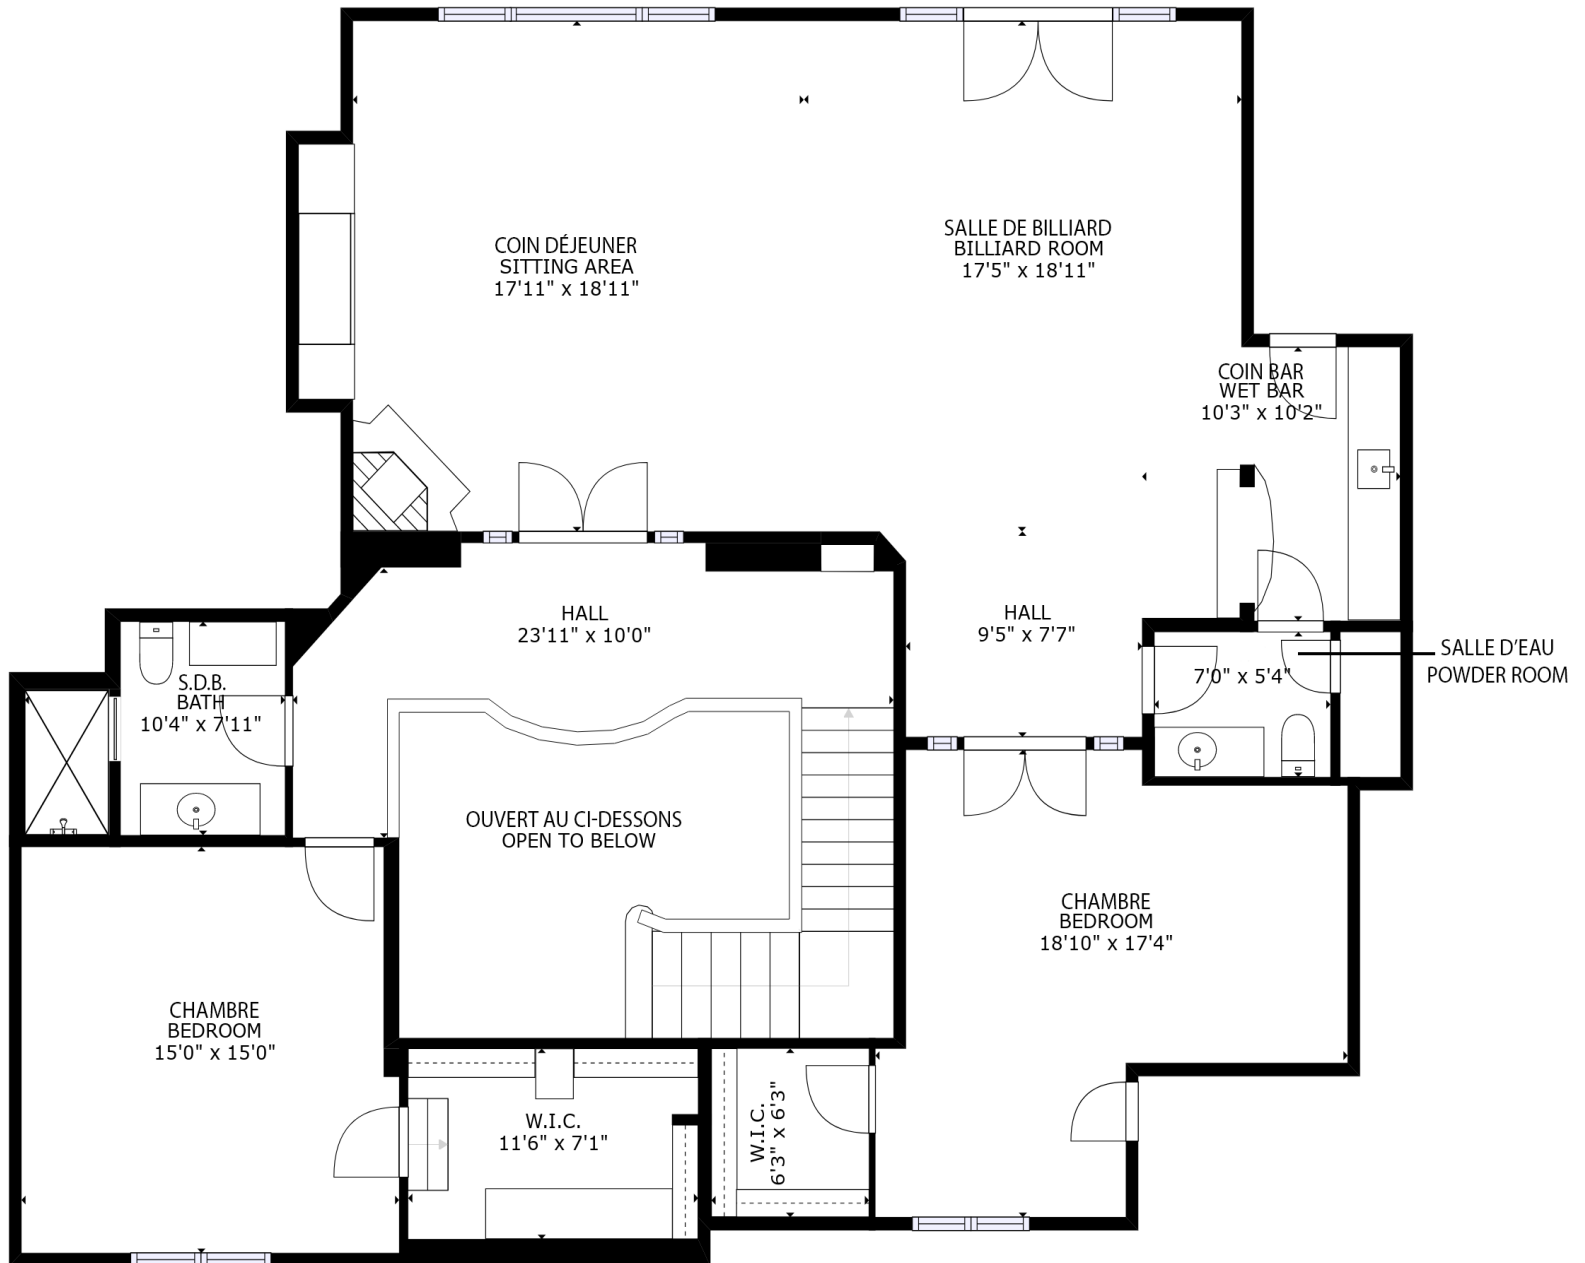 COIN DÉJEUNER
SITTING AREA
17'11" x 18'11"
SALLE DE BILLIARD
BILLIARD ROOM
17'5" x 18'11"
COIN BAR
WET BAR
10'3" x 10'2"
HALL
23'11" x 10'0"
HALL
9'5" x 7'7"
SALLE D'EAU
POWDER ROOM
7'0" x 5'4"
S.D.B.
BATH
10'4" x 7'11"
OUVERT AU CI-DESSONS
OPEN TO BELOW
CHAMBRE
BEDROOM
18'10" x 17'4"
CHAMBRE
BEDROOM
15'0" x 15'0"
W.I.C.
11'6" x 7'1"
W.I.C.
6'3" x 6'3"